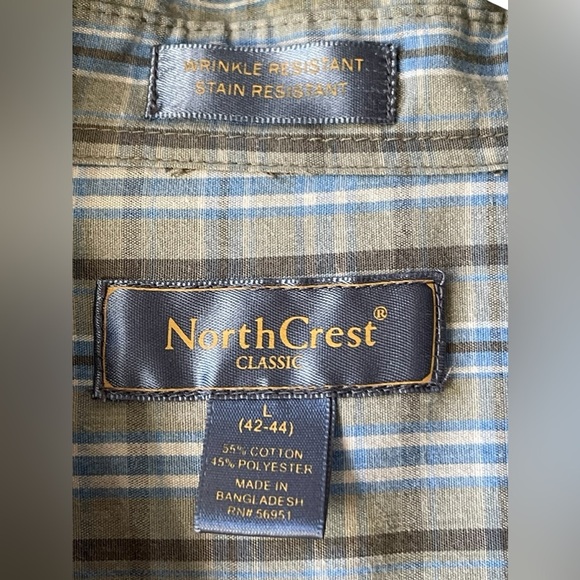 WRINKLE RESISTANT
STAIN RESISTANT
NorthCrest®
CLASSIC
L
(42-44)
55% COTTON
45% POLYESTER
MADE IN
BANGLADESH
RN# 56951